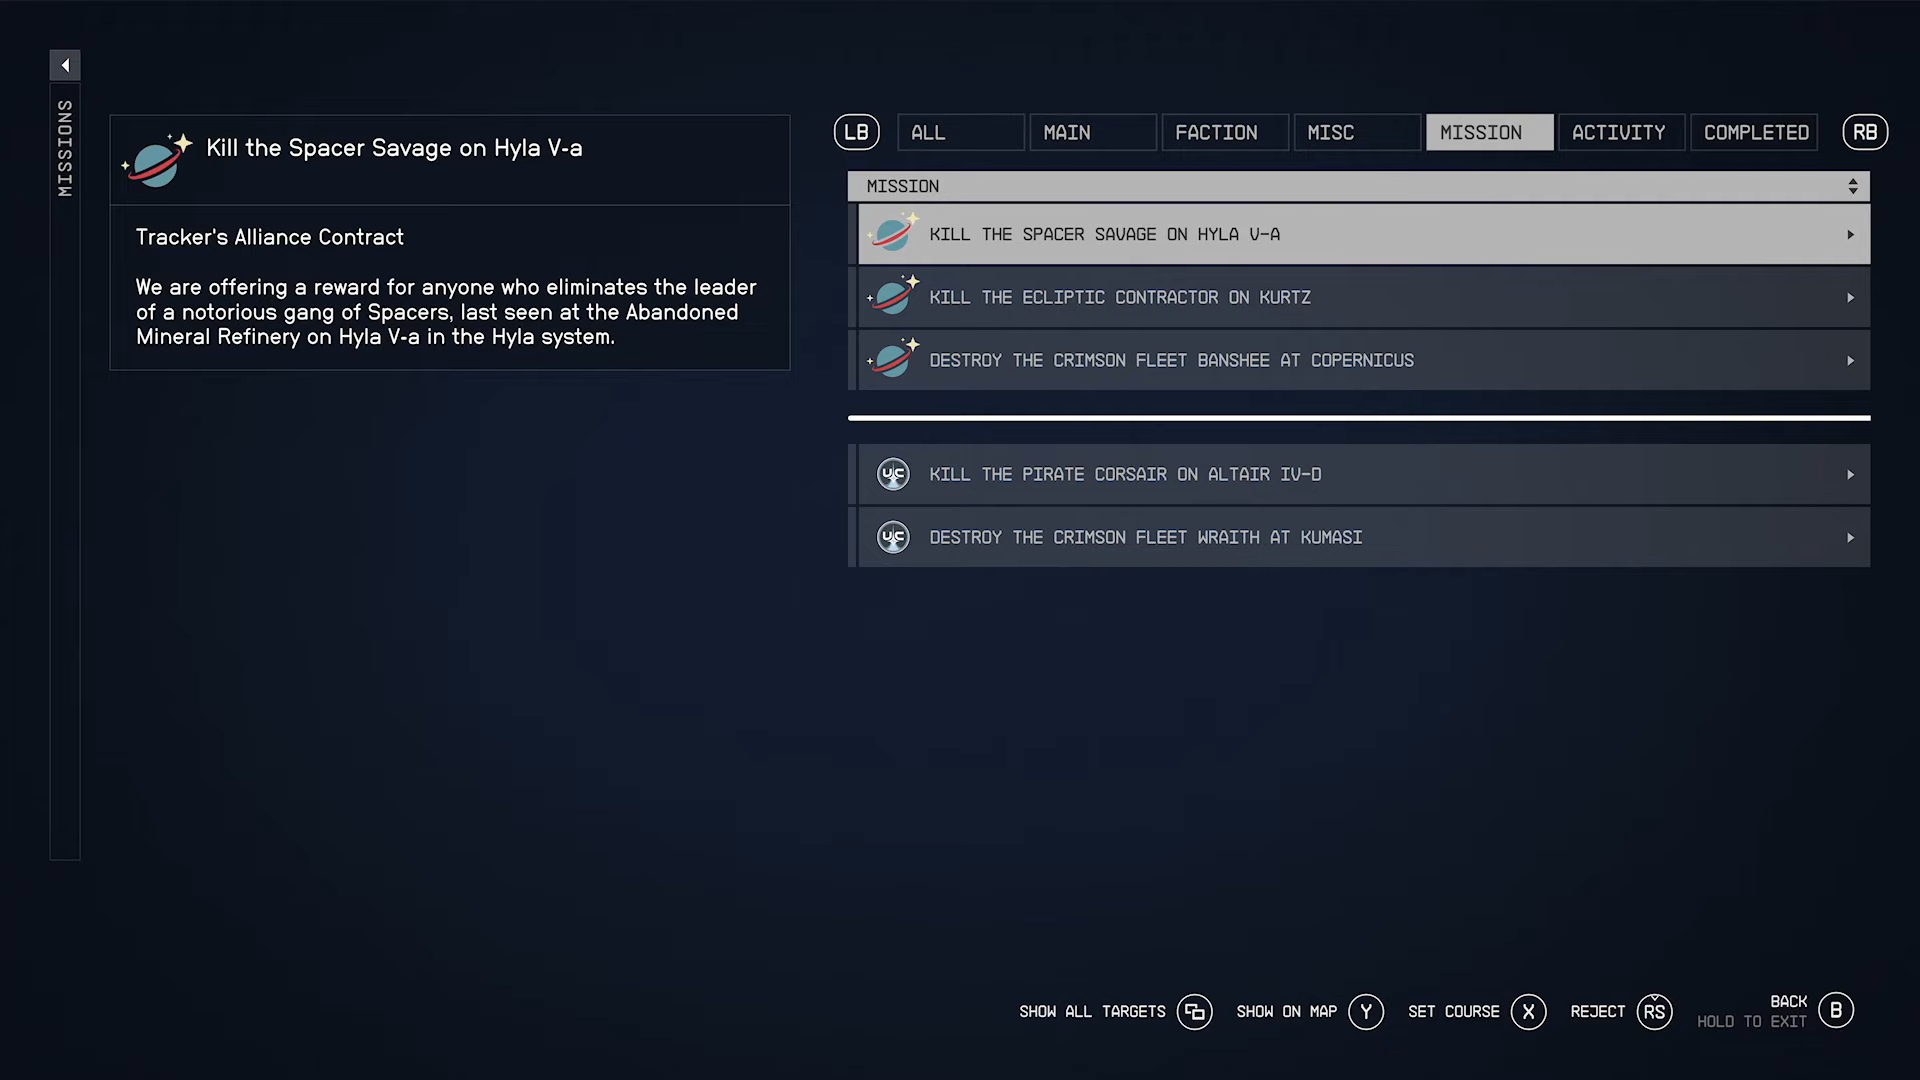 MISSIONS
Kill the Spacer Savage on Hyla V-a
Tracker's Alliance Contract
We are offering a reward for anyone who eliminates the leader
of a notorious gang of Spacers, last seen at the Abandoned
Mineral Refinery on Hyla V-a in the Hyla system.
LB ALL MAIN FACTION MISC MISSION ACTIVITY COMPLETED RB
MISSION
KILL THE SPACER SAVAGE ON HYLA V-A
KILL THE ECLIPTIC CONTRACTOR ON KURTZ
DESTROY THE CRIMSON FLEET BANSHEE AT COPERNICUS
UC KILL THE PIRATE CORSAIR ON ALTAIR IV-D
UC DESTROY THE CRIMSON FLEET WRAITH AT KUMASI
SHOW ALL TARGETS SHOW ON MAP Y SET COURSE X REJECT RS BACK B
HOLD TO EXIT